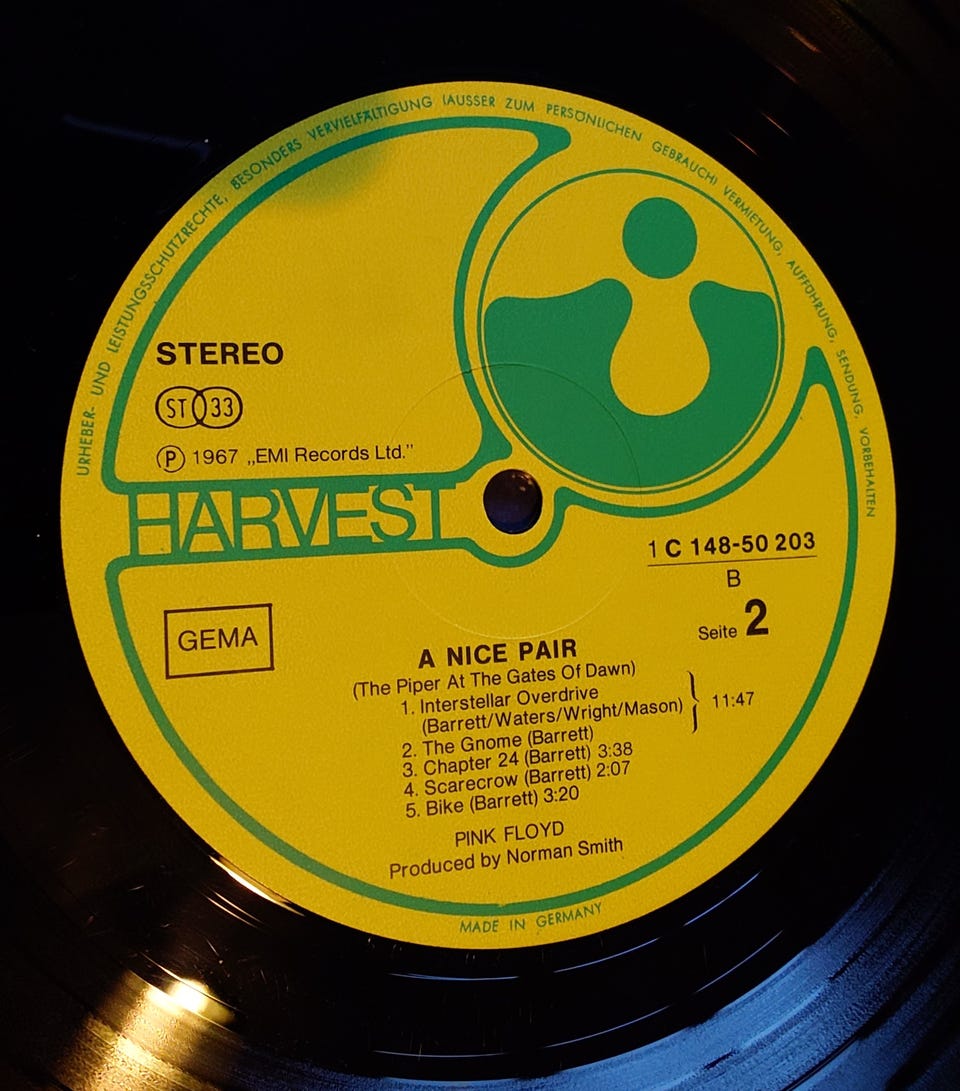 URHEBER- UND LEISTUNGSSCHUTZRECHTE, BESONDERS VERVIELFÄLTIGUNG (AUSSER ZUM PERSÖNLICHEN GEBRAUCH) VERMIETUNG, AUFFÜHRUNG, SENDUNG, VORBEHALTEN
STEREO
ST 33
Ⓟ 1967 „EMI Records Ltd.”
HARVEST
1 C 148-50 203
B
Seite 2
GEMA
A NICE PAIR
(The Piper At The Gates Of Dawn)
1. Interstellar Overdrive
(Barrett/Waters/Wright/Mason) } 11:47
2. The Gnome (Barrett)
3. Chapter 24 (Barrett) 3:38
4. Scarecrow (Barrett) 2:07
5. Bike (Barrett) 3:20
PINK FLOYD
Produced by Norman Smith
MADE IN GERMANY